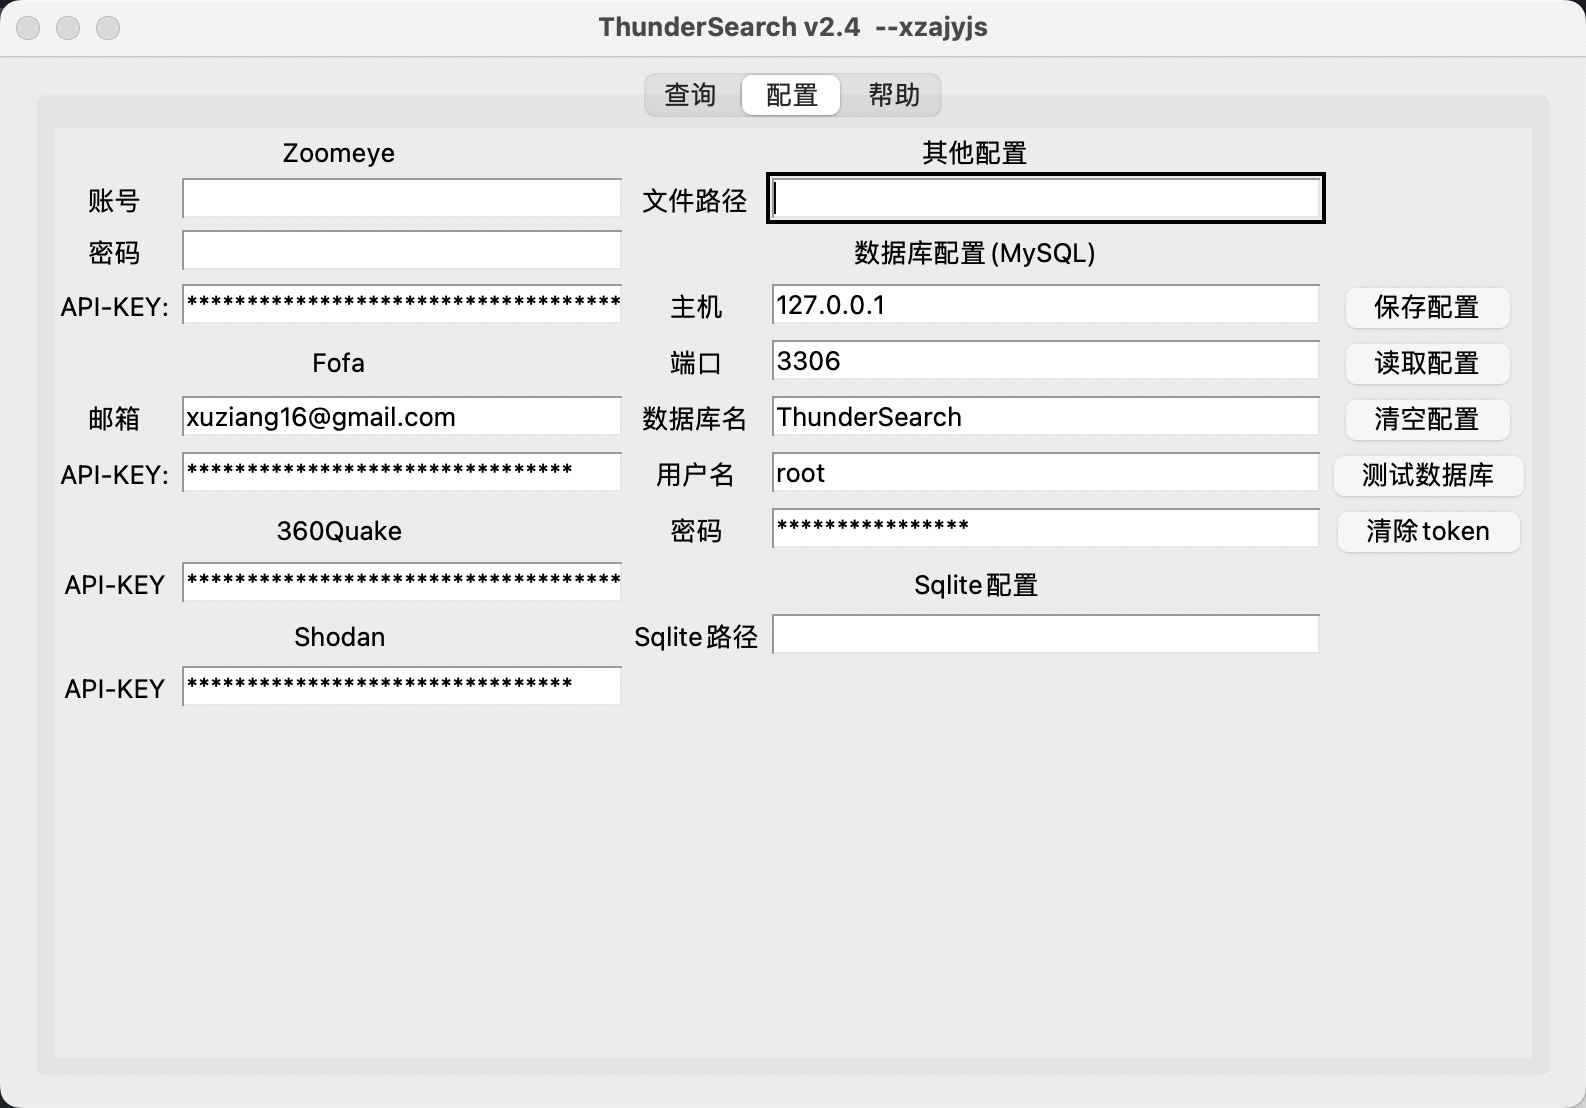 ThunderSearch v2.4 --xzajyjs
查询 配置 帮助
Zoomeye
账号
密码
API-KEY: ************************************
Fofa
邮箱 xuziang16@gmail.com
API-KEY: ********************************
360Quake
API-KEY ************************************
Shodan
API-KEY ********************************
其他配置
文件路径
数据库配置(MySQL)
主机 127.0.0.1
端口 3306
数据库名 ThunderSearch
用户名 root
密码 ****************
Sqlite配置
Sqlite路径
保存配置
读取配置
清空配置
测试数据库
清除token